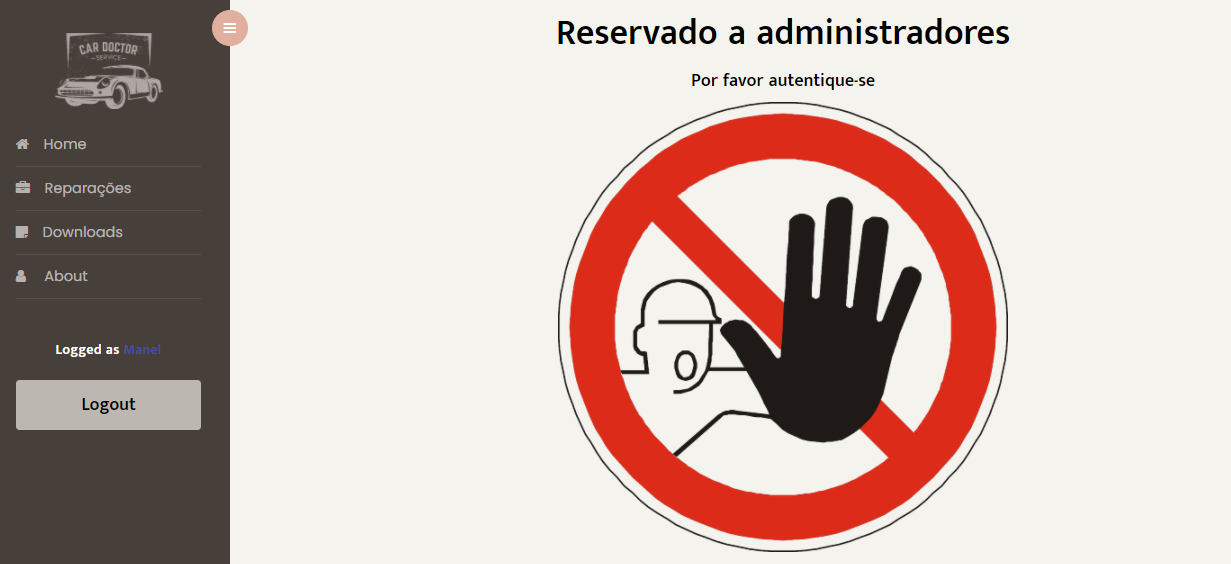 CAR DOCTOR
SERVICE
Home
Reparações
Downloads
About
Logged as Manel
Logout
Reservado a administradores
Por favor autentique-se